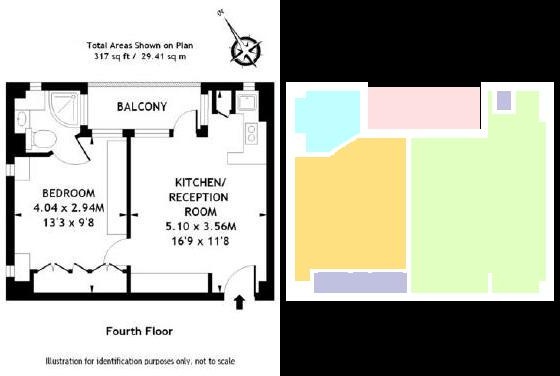 N
Total Areas Shown on Plan
317 sq ft / 29.41 sq m
BALCONY
BEDROOM
4.04 x 2.94M
13'3 x 9'8
KITCHEN/
RECEPTION
ROOM
5.10 x 3.56M
16'9 x 11'8
Fourth Floor
Illustration for identification purposes only, not to scale